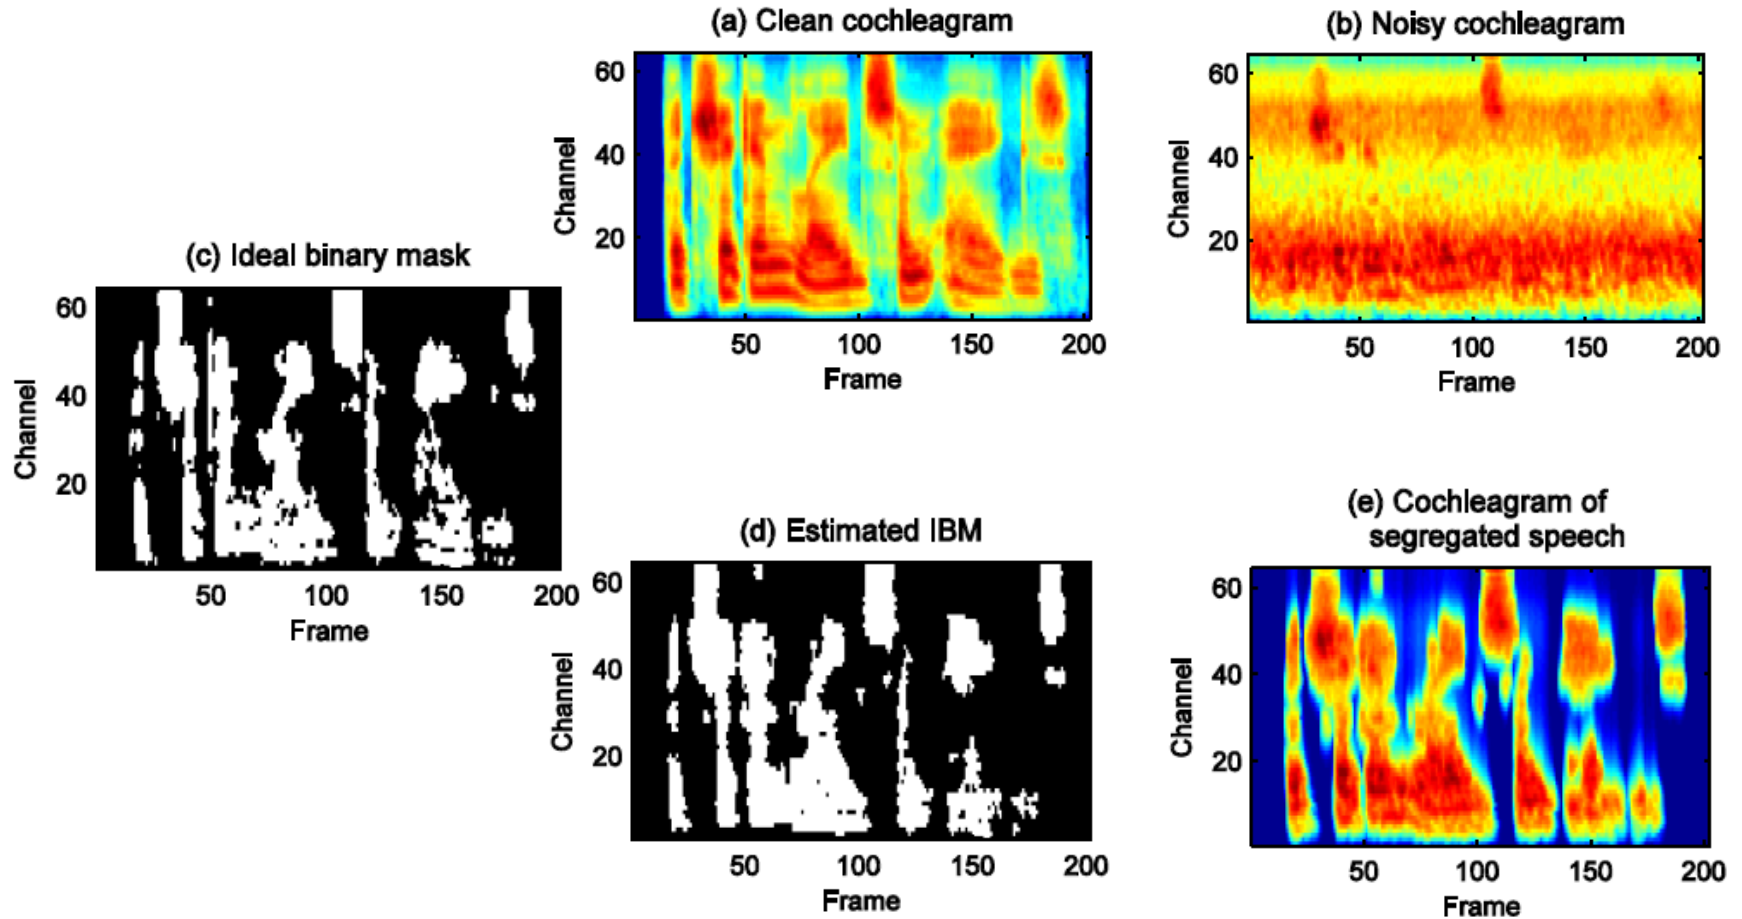 (a) Clean cochleagram
60
40
20
Channel
50 100 150 200
Frame
(b) Noisy cochleagram
60
40
20
Channel
50 100 150 200
Frame
(c) Ideal binary mask
60
40
20
Channel
50 100 150 200
Frame
(d) Estimated IBM
60
40
20
Channel
50 100 150 200
Frame
(e) Cochleagram of
segregated speech
60
40
20
Channel
50 100 150 200
Frame